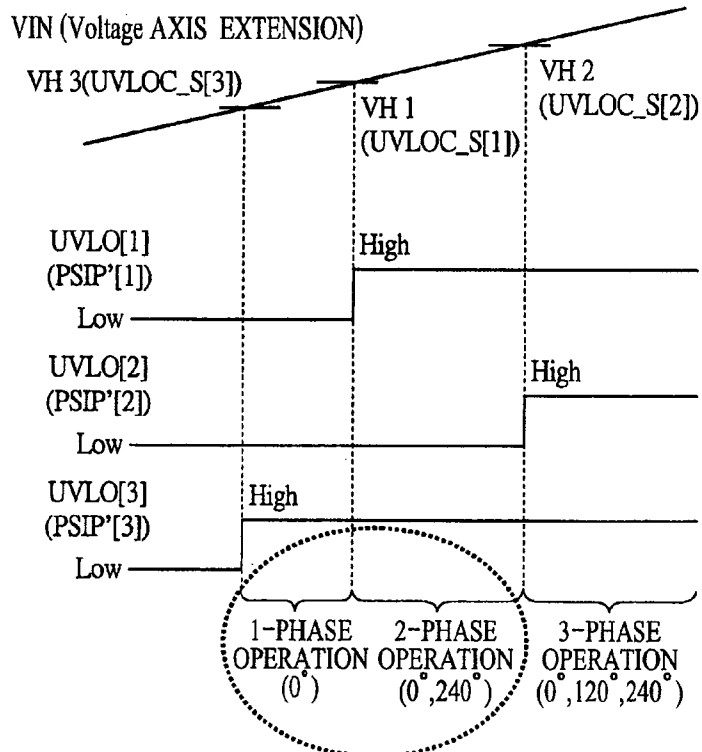 VIN (Voltage AXIS EXTENSION)
VH 3(UVLOC_S[3])
VH 1
(UVLOC_S[1])
VH 2
(UVLOC_S[2])
UVLO[1]
(PSIP'[1])
High
Low
UVLO[2]
(PSIP'[2])
High
Low
UVLO[3]
(PSIP'[3])
High
Low
1-PHASE
OPERATION
(0°)
2-PHASE
OPERATION
(0°,240°)
3-PHASE
OPERATION
(0°,120°,240°)